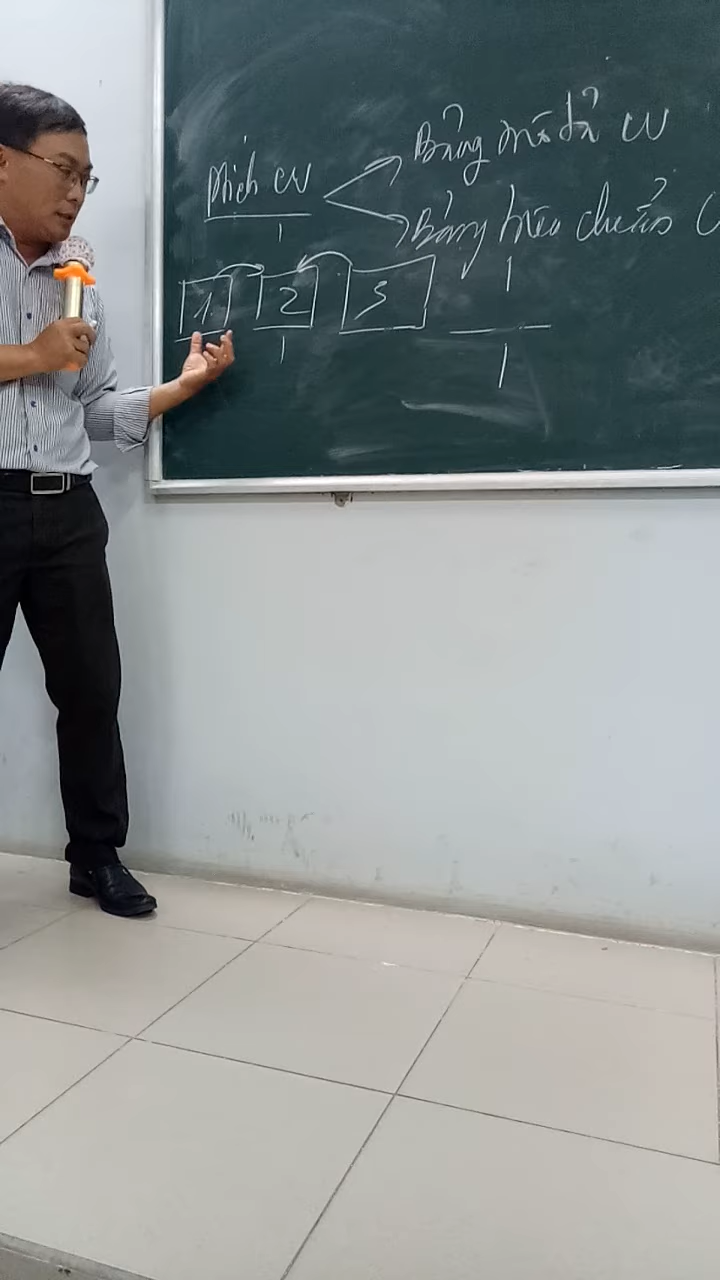 Bảng mô tả CV
phích CV
Bảng tiêu chuẩn C
1 2 3